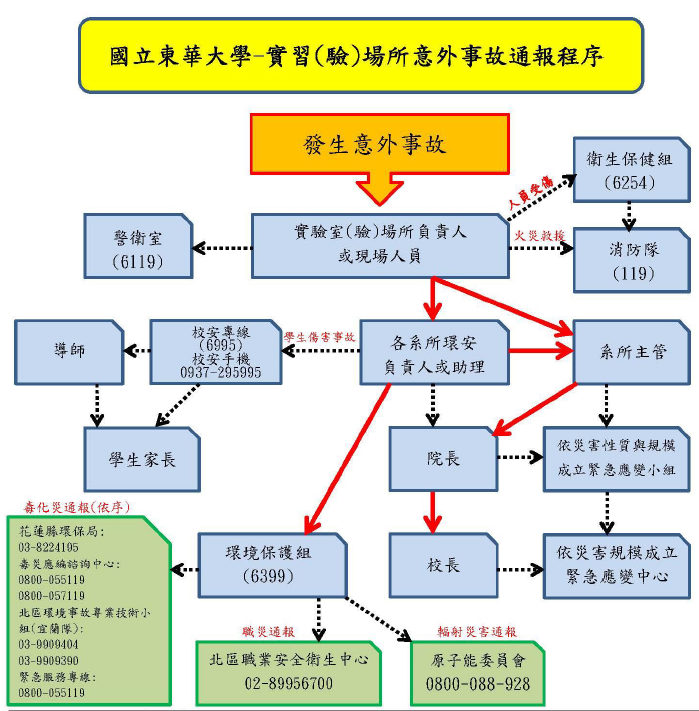 國立東華大學-實習(驗)場所意外事故通報程序
發生意外事故
衛生保健組
(6254)
人員受傷
警衛室
(6119)
實驗室(驗)場所負責人
或現場人員
火災救援
消防隊
(119)
導師
校安專線
(6995)
校安手機
0937-295995
學生傷害事故
各系所環安
負責人或助理
系所主管
學生家長
院長
依災害性質與規模
成立緊急應變小組
毒化災通報(依序)
花蓮縣環保局:
03-8224195
毒災應編諮詢中心:
0800-055119
0800-057119
北區環境事故專業技術小
組(宜蘭隊):
03-9909404
03-9909390
緊急服務專線:
0800-055119
環境保護組
(6399)
校長
依災害規模成立
緊急應變中心
職災通報
北區職業安全衛生中心
02-89956700
輻射災害通報
原子能委員會
0800-088-928